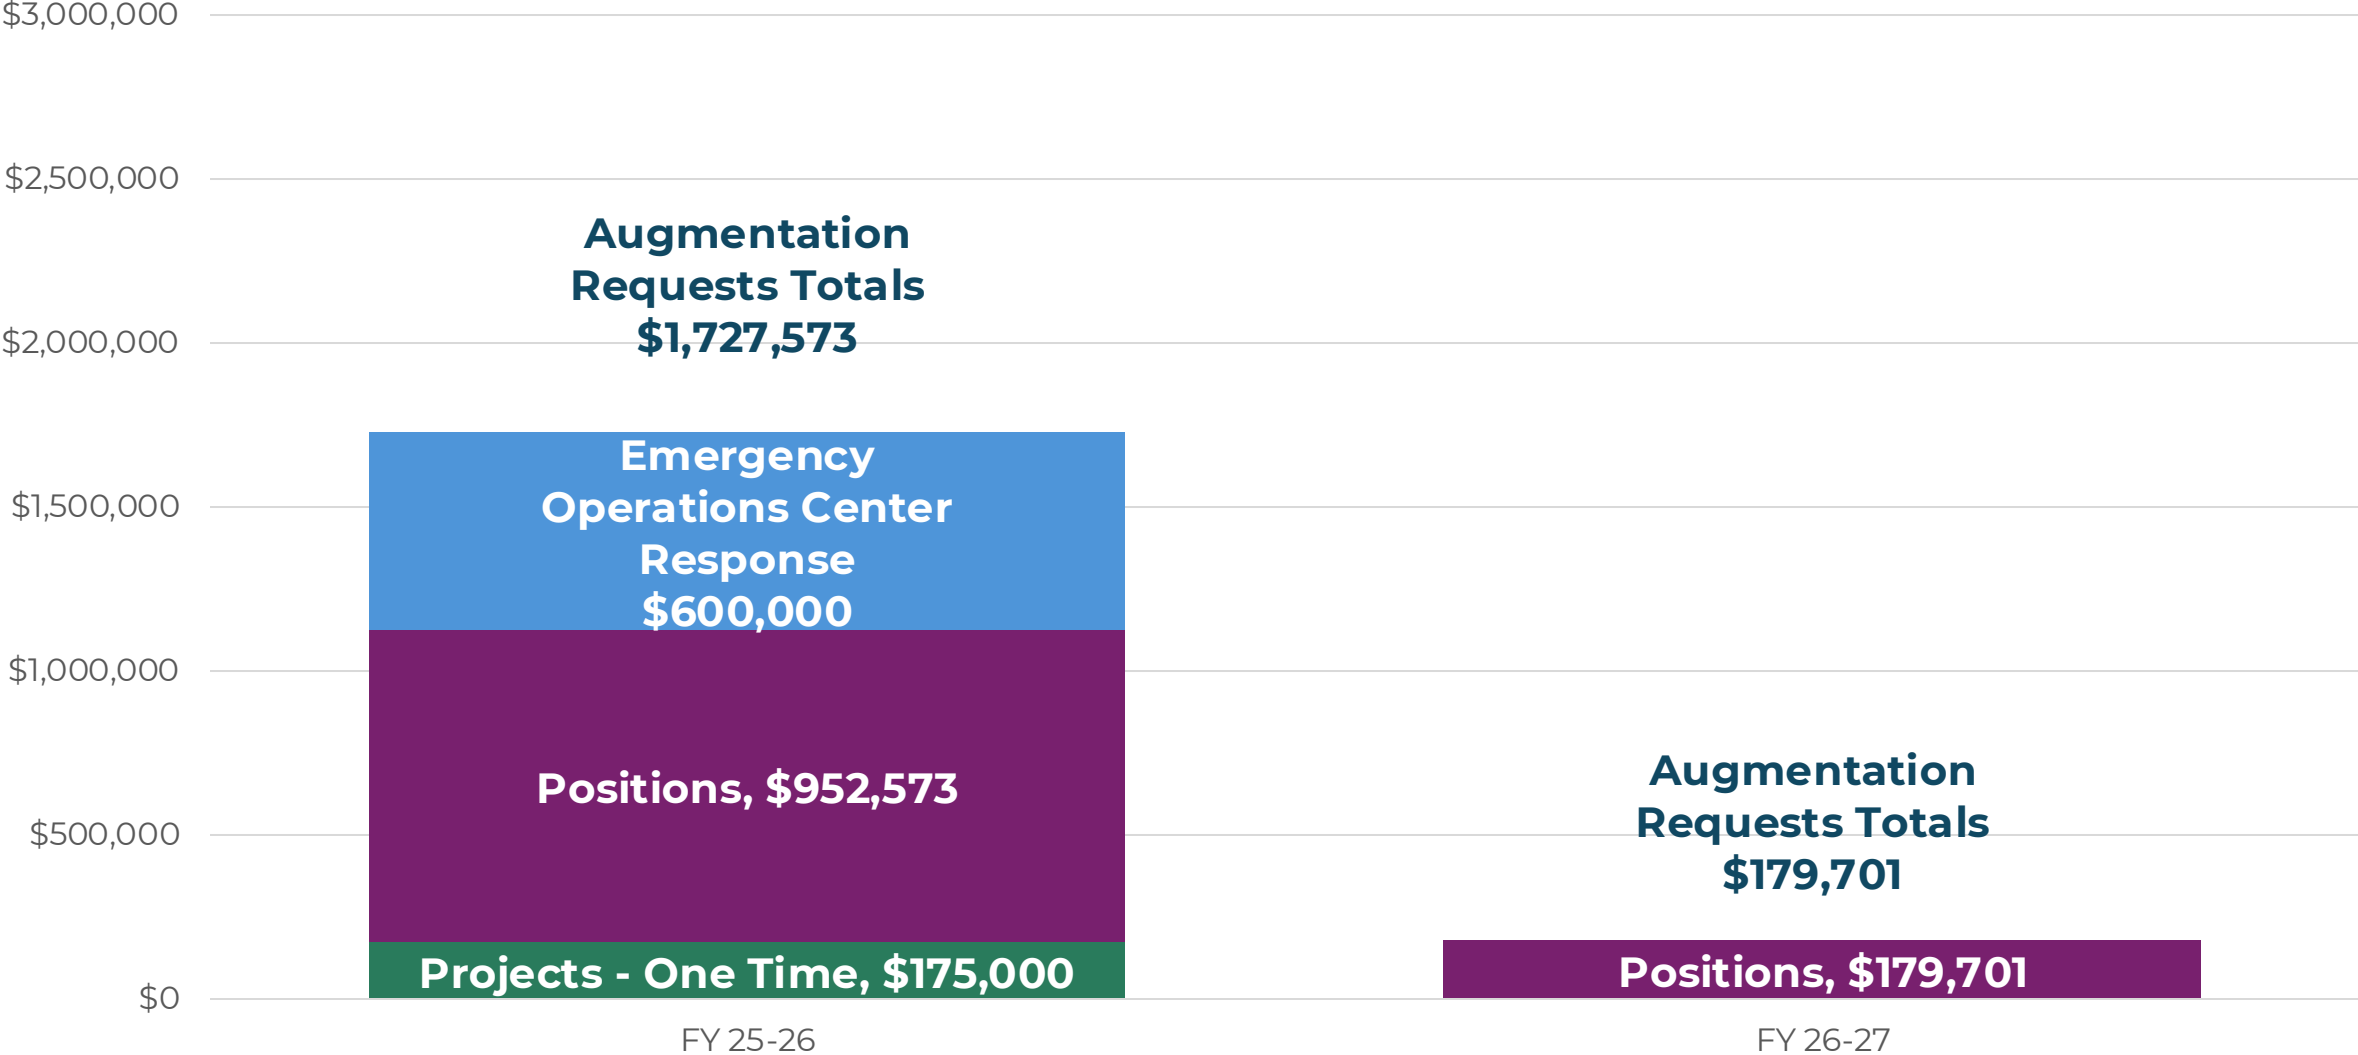 $3,000,000
$2,500,000
$2,000,000
$1,500,000
$1,000,000
$500,000
$0
Augmentation
Requests Totals
$1,727,573
Emergency
Operations Center
Response
$600,000
Positions, $952,573
Projects - One Time, $175,000
FY 25-26
Augmentation
Requests Totals
$179,701
Positions, $179,701
FY 26-27